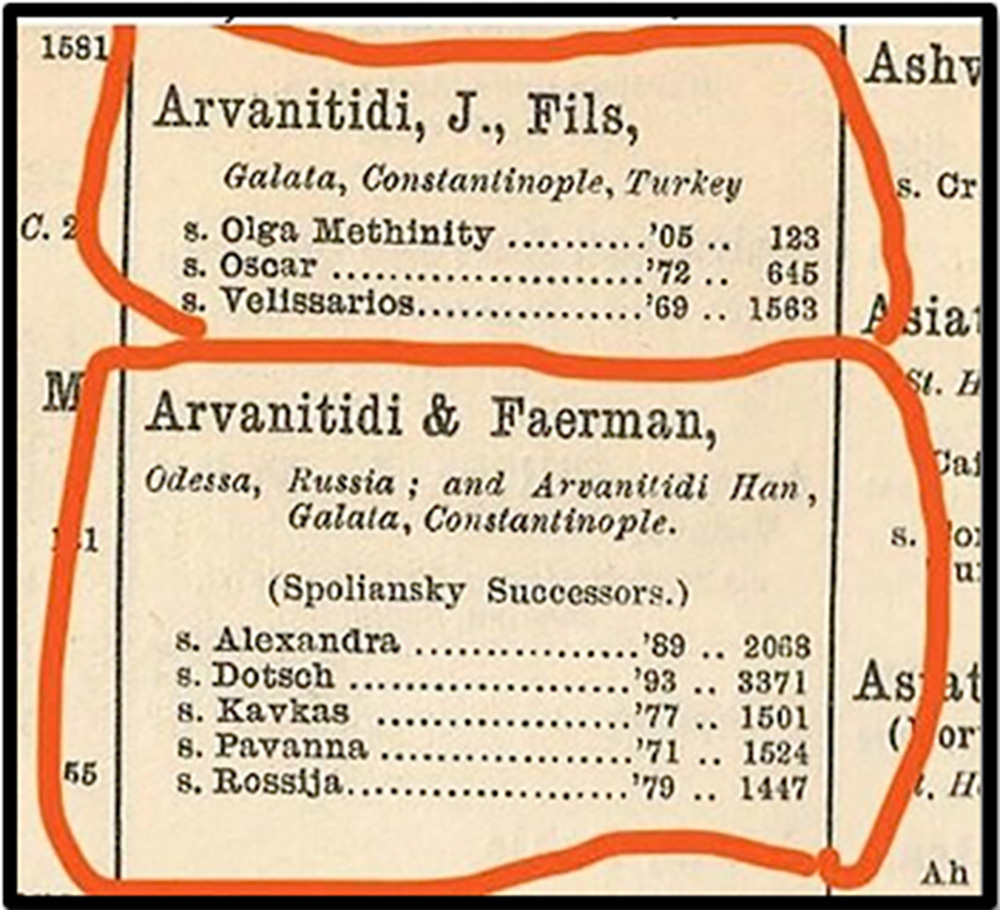 1581
C. 2
M
55
Arvanitidi, J., Fils,
Galata, Constantinople, Turkey
s. Olga Methinity ..........'05 .. 123
s. Oscar ......................'72 .. 645
s. Velissarios................'69 .. 1563
Arvanitidi & Faerman,
Odessa, Russia ; and Arvanitidi Han,
Galata, Constantinople.
(Spoliansky Successors.)
s. Alexandra ................'89 .. 2068
s. Dotsch ....................'93 .. 3371
s. Kavkas ..................'77 .. 1501
s. Pavanna ..................'71 .. 1524
s. Rossija....................'79 .. 1447
Ashv
s. Cr
Asiat
St. H
s.
Ah